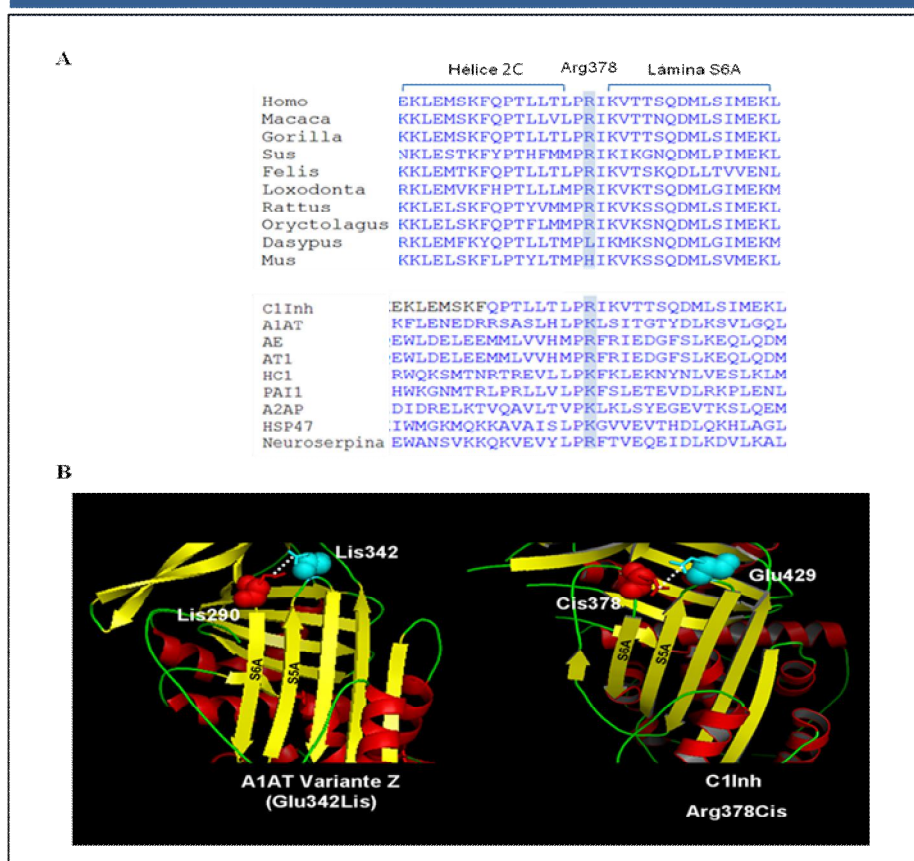 A
Hélice 2C Arg378 Lámina S6A
Homo EKLEMSKFQPTLLTLPRIKVTTSQDMLSIMEKL
Macaca KKLEMSKFQPTLLVLPRIKVTTNQDMLSIMEKL
Gorilla KKLEMSKFQPTLLTLPRIKVTTSQDMLSIMEKL
Sus NKLESTKFYPTHFMMPRIKIKGNQDMLPIMEKL
Felis EKLEMTKFQPTLLTLPRIKVTSKQDLLTVVENL
Loxodonta RKLEMVKFHPTLLLMPRIKVKTSQDMLGIMEKM
Rattus KKLELSKFQPTYVMMPRIKVKSSQDMLSIMEKL
Oryctolagus KKLELSKFQPTFLMMPRIKVKSNQDMLSIMEKL
Dasypus RKLEMFKYQPTLLTMPLIKMKSNQDMLGIMEKM
Mus KKLELSKFLPTYLTMPHIKVKSSQDMLSVMEKL
C1Inh EKLEMSKFQPTLLTLPRIKVTTSQDMLSIMEKL
A1AT KFLENEDRRSASLHLPKLSITGTYDLKSVLGQL
AE EWLDELEEMMLVVHMPRFRIEDGFSLKEQLQDM
AT1 EWLDELEEMMLVVHMPRFRIEDGFSLKEQLQDM
HC1 RWQKSMTNRTREVLLPKFKLEKNYNLVESLKLM
PAI1 HWKGNMTRLPRLLVLPKFSLETEVDLRKPLENL
A2AP DIDRELKTVQAVLTVPKLKLSYEGEVTKSLQEM
HSP47 IWMGKMQKKAVAISLPKGVVEVTHDLQKHLAGL
Neuroserpina EWANSVKKQKVEVYLPRFTVEQEIDLKDVLKAL
B
Lis342
Lis290
S6A S5A
A1AT Variante Z
(Glu342Lis)
Glu429
Cis378
S6A S5A
C1Inh
Arg378Cis